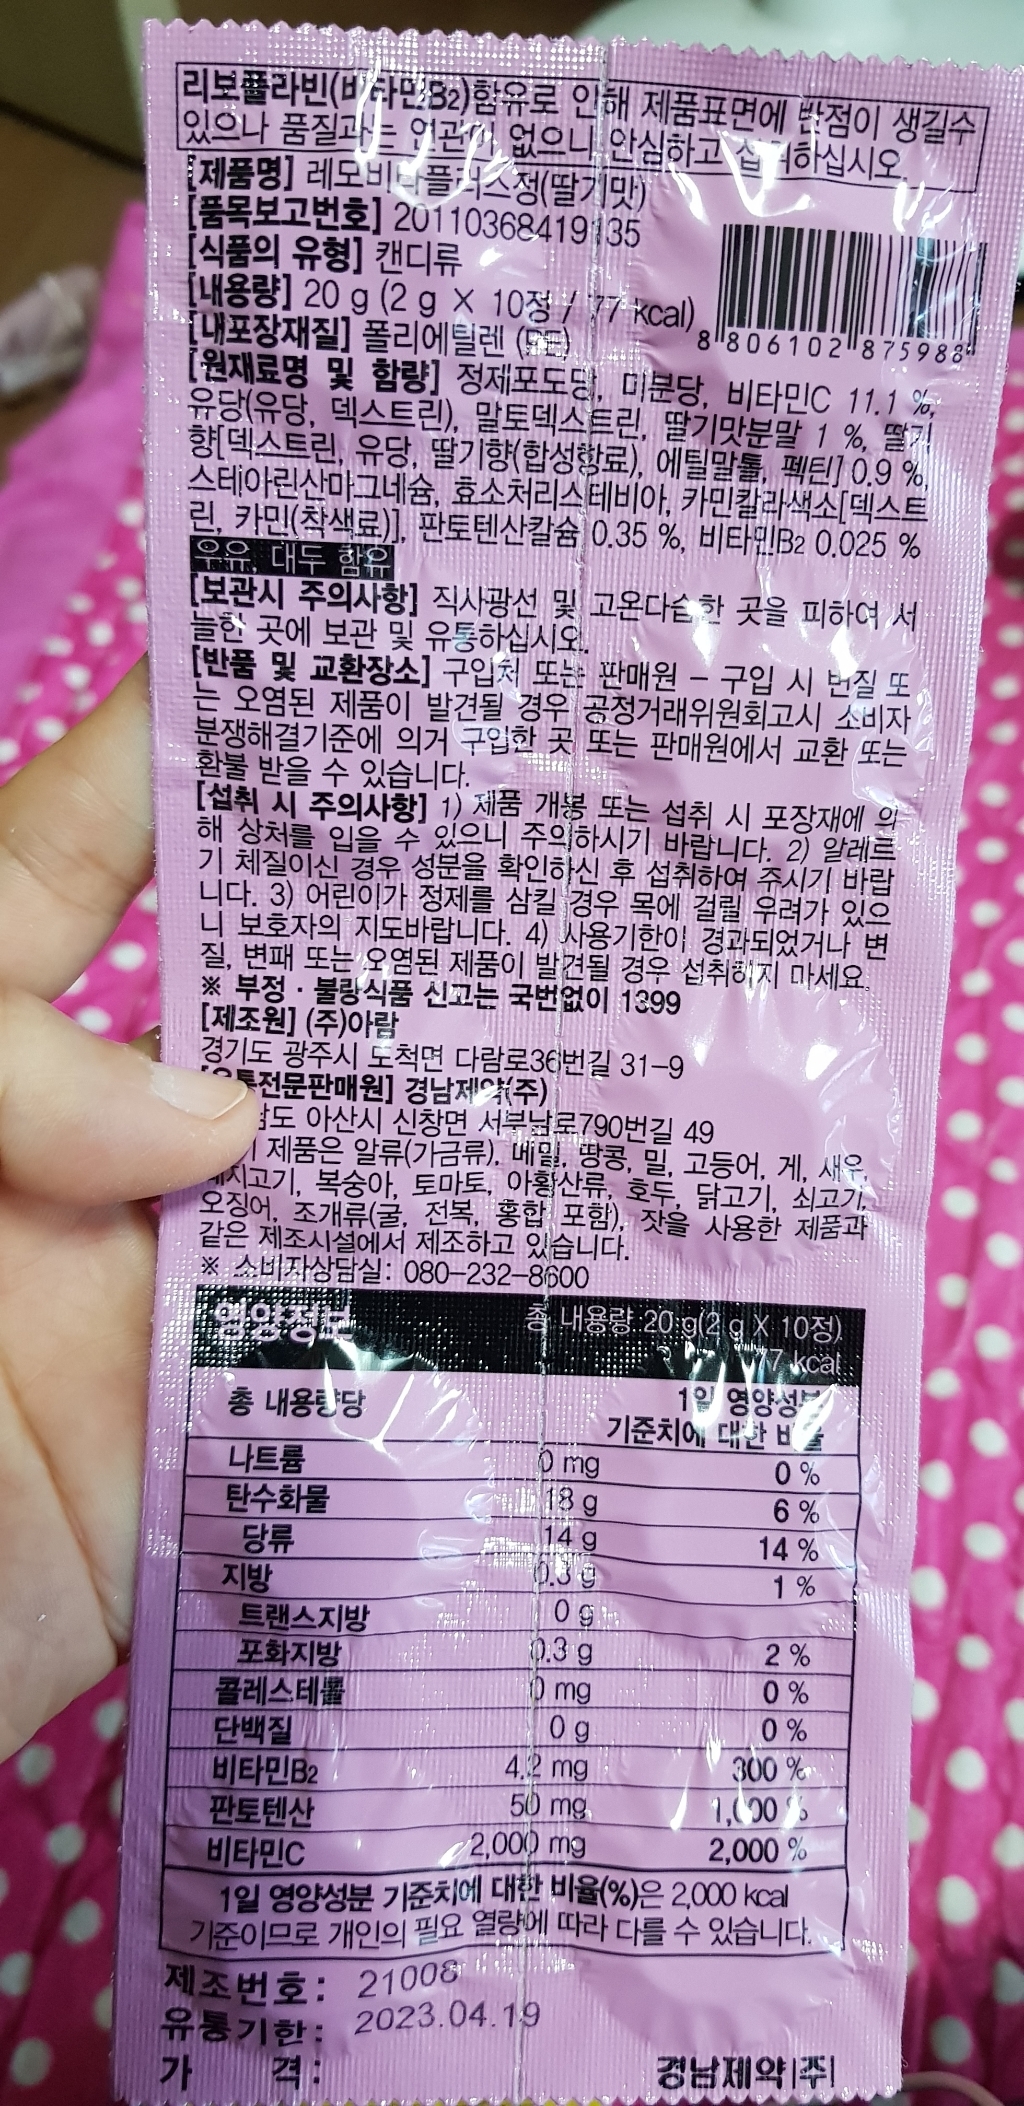 리보플라빈(비타민B2)함유로 인해 제품표면에 반점이 생길수
있으나 품질과는 연관이 없으니 안심하고 섭취하십시오.
[제품명] 레모비타플러스정(딸기맛)
[품목보고번호] 20110368419135
[식품의 유형] 캔디류
[내용량] 20 g (2 g X 10정 / 77 kcal)
[내포장재질] 폴리에틸렌 (PE)
8 806102 875988
[원재료명 및 함량] 정제포도당, 미분당, 비타민C 11.1 %,
유당(유당, 덱스트린), 말토덱스트린, 딸기맛분말 1 %, 딸기
향[덱스트린, 유당, 딸기향(합성향료), 에틸말톨, 펙틴] 0.9 %,
스테아린산마그네슘, 효소처리스테비아, 카민칼라색소[덱스트
린, 카민(착색료)], 판토텐산칼슘 0.35 %, 비타민B2 0.025 %
우유, 대두 함유
[보관시 주의사항] 직사광선 및 고온다습한 곳을 피하여 서
늘한 곳에 보관 및 유통하십시오.
[반품 및 교환장소] 구입처 또는 판매원 – 구입 시 변질 또
는 오염된 제품이 발견될 경우 공정거래위원회고시 소비자
분쟁해결기준에 의거 구입한 곳 또는 판매원에서 교환 또는
환불 받을 수 있습니다.
[섭취 시 주의사항] 1) 제품 개봉 또는 섭취 시 포장재에 의
해 상처를 입을 수 있으니 주의하시기 바랍니다. 2) 알레르
기 체질이신 경우 성분을 확인하신 후 섭취하여 주시기 바랍
니다. 3) 어린이가 정제를 삼킬 경우 목에 걸릴 우려가 있으
니 보호자의 지도바랍니다. 4) 사용기한이 경과되었거나 변
질, 변패 또는 오염된 제품이 발견될 경우 섭취하지 마세요.
※ 부정 · 불량식품 신고는 국번없이 1399
[제조원] (주)아람
경기도 광주시 도척면 다람로36번길 31-9
[유통전문판매원] 경남제약(주)
남도 아산시 신창면 서부남로790번길 49
제품은 알류(가금류), 메밀, 땅콩, 밀, 고등어, 게, 새우,
돼지고기, 복숭아, 토마토, 아황산류, 호두, 닭고기, 쇠고기,
오징어, 조개류(굴, 전복, 홍합 포함), 잣을 사용한 제품과
같은 제조시설에서 제조하고 있습니다.
※ 소비자상담실: 080-232-8600
영양정보 총 내용량 20 g(2 g X 10정)
77 kcal
총 내용량당 1일 영양성분
기준치에 대한 비율
나트륨 0 mg 0 %
탄수화물 18 g 6 %
당류 14 g 14 %
지방 0.3 g 1 %
트랜스지방 0 g
포화지방 0.3 g 2 %
콜레스테롤 0 mg 0 %
단백질 0 g 0 %
비타민B2 4.2 mg 300 %
판토텐산 50 mg 1,000 %
비타민C 2,000 mg 2,000 %
1일 영양성분 기준치에 대한 비율(%)은 2,000 kcal
기준이므로 개인의 필요 열량에 따라 다를 수 있습니다.
제조번호: 21008
유통기한: 2023.04.19
가 격: 경남제약(주)